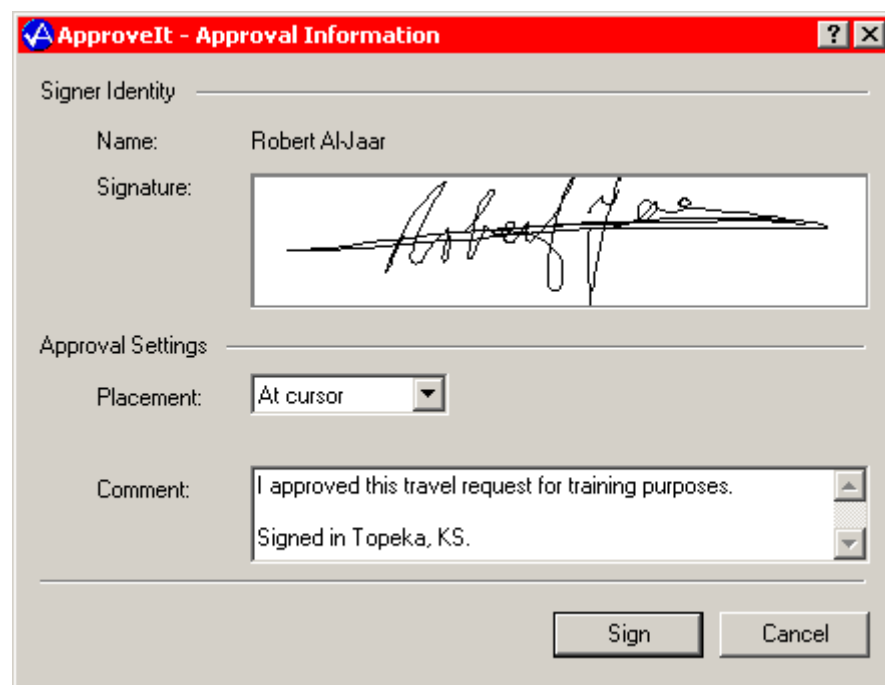 ApproveIt - Approval Information
Signer Identity
Name: Robert Al-Jaar
Signature:
Approval Settings
Placement: At cursor
Comment: I approved this travel request for training purposes.
Signed in Topeka, KS.
Sign Cancel